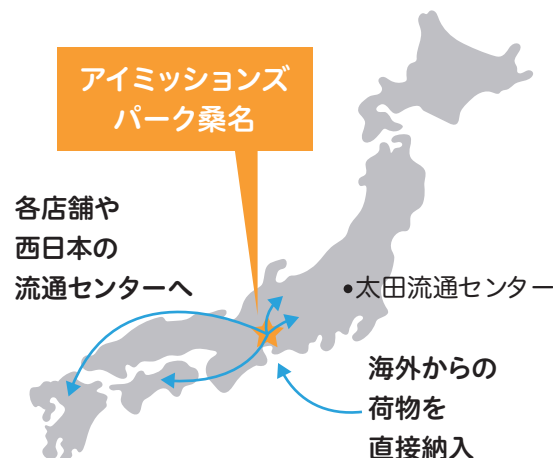 アイミッションズ
パーク桑名
各店舗や
西日本の
流通センターへ
•太田流通センター
海外からの
荷物を
直接納入